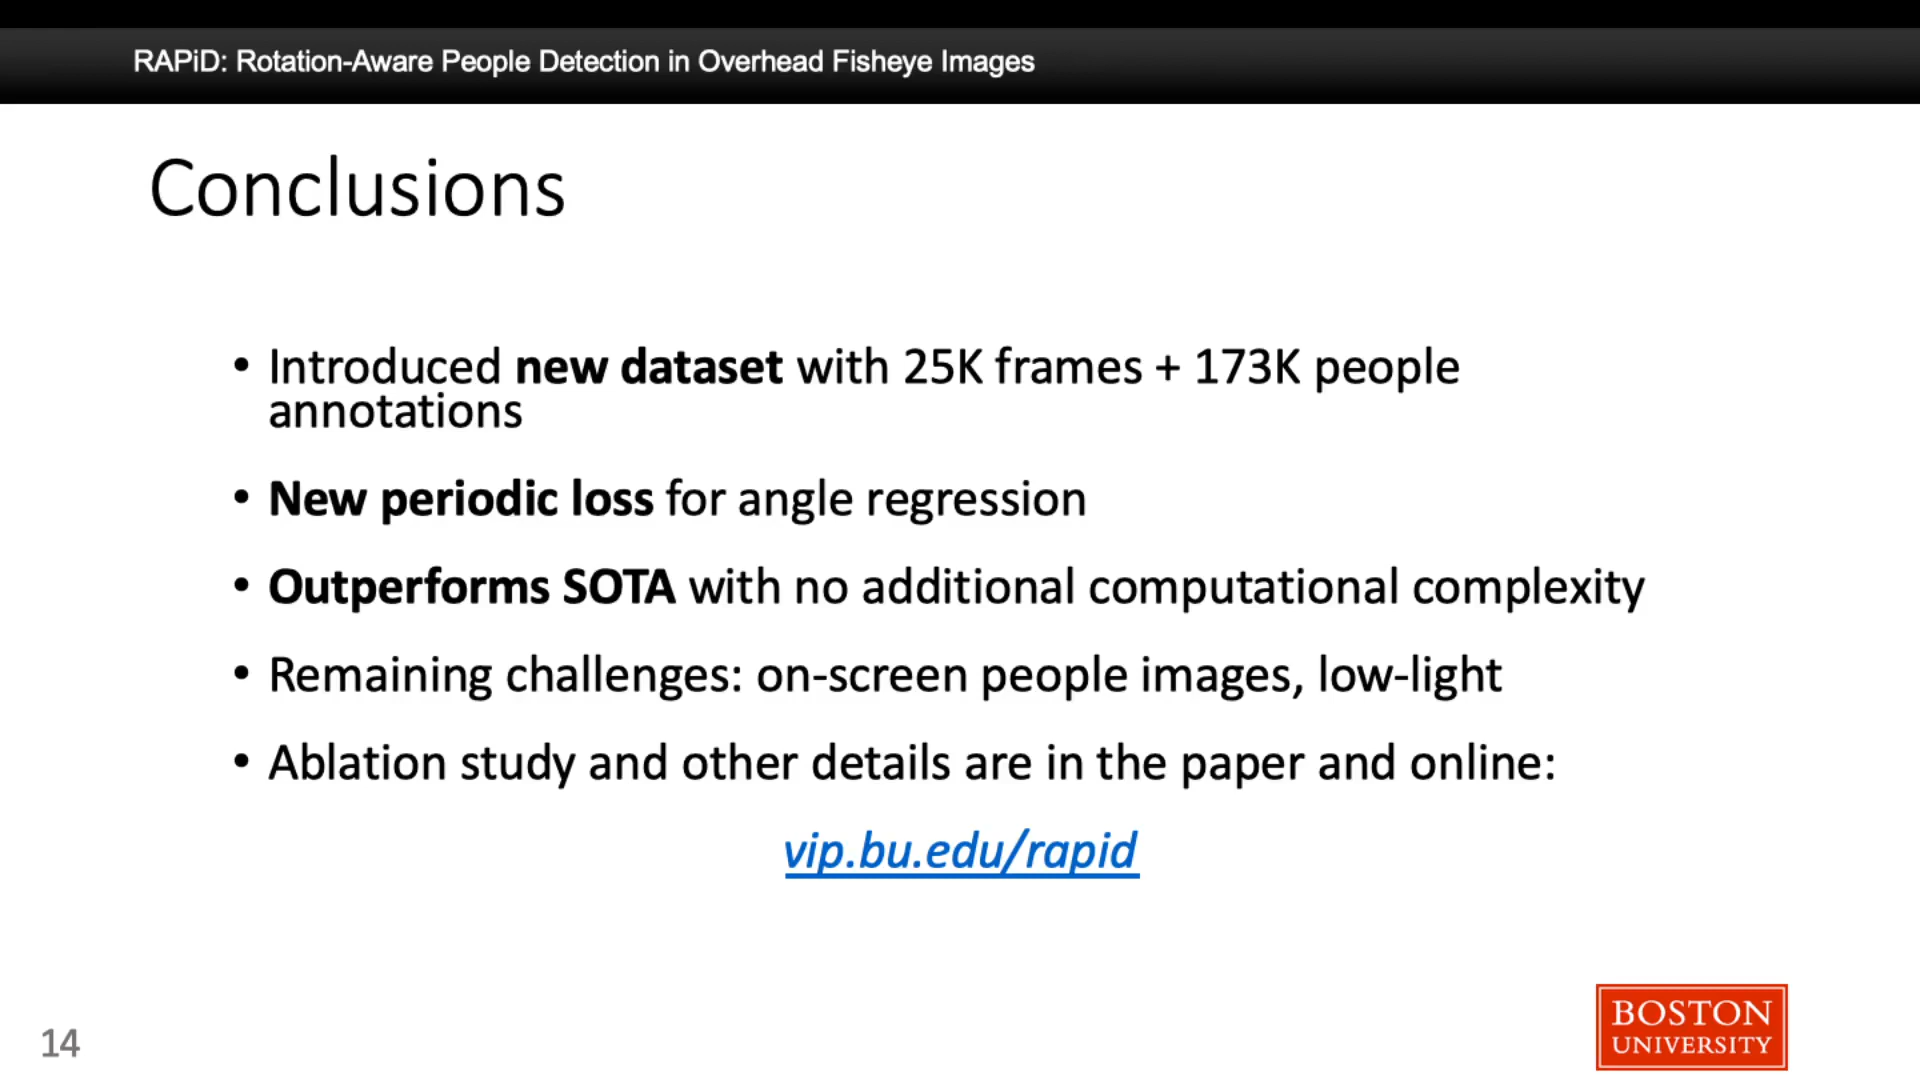 RAPiD: Rotation-Aware People Detection in Overhead Fisheye Images
Conclusions
• Introduced new dataset with 25K frames + 173K people
annotations
• New periodic loss for angle regression
• Outperforms SOTA with no additional computational complexity
• Remaining challenges: on-screen people images, low-light
• Ablation study and other details are in the paper and online:
vip.bu.edu/rapid
14
BOSTON
UNIVERSITY